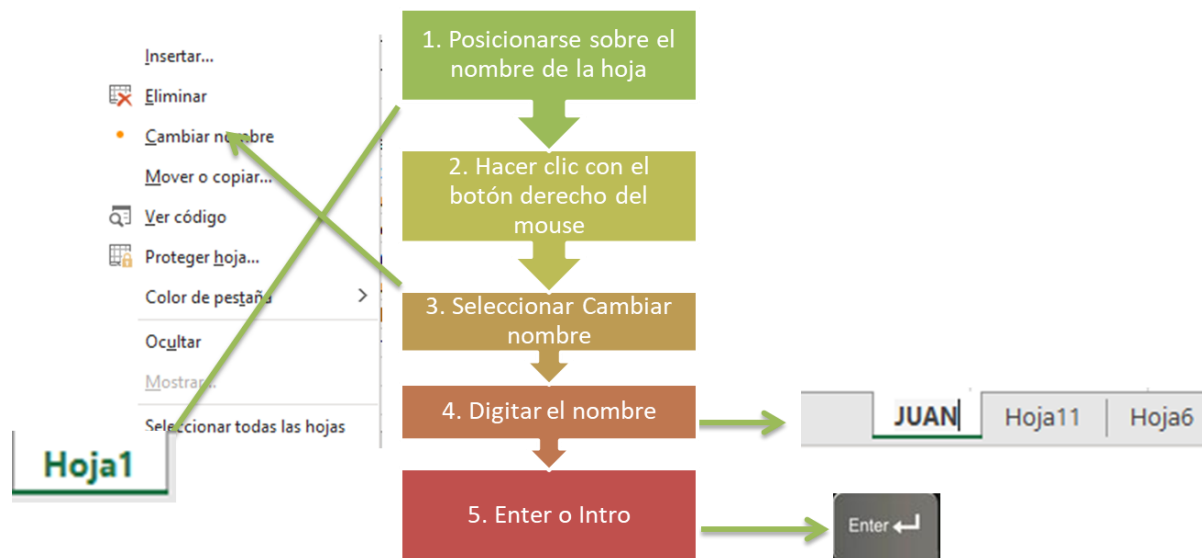 Insertar...
Eliminar
Cambiar nombre
Mover o copiar...
Ver código
Proteger hoja...
Color de pestaña
Ocultar
Mostrar...
Seleccionar todas las hojas
Hoja1
1. Posicionarse sobre el
nombre de la hoja
2. Hacer clic con el
botón derecho del
mouse
3. Seleccionar Cambiar
nombre
4. Digitar el nombre
5. Enter o Intro
JUAN Hoja11 Hoja6
Enter